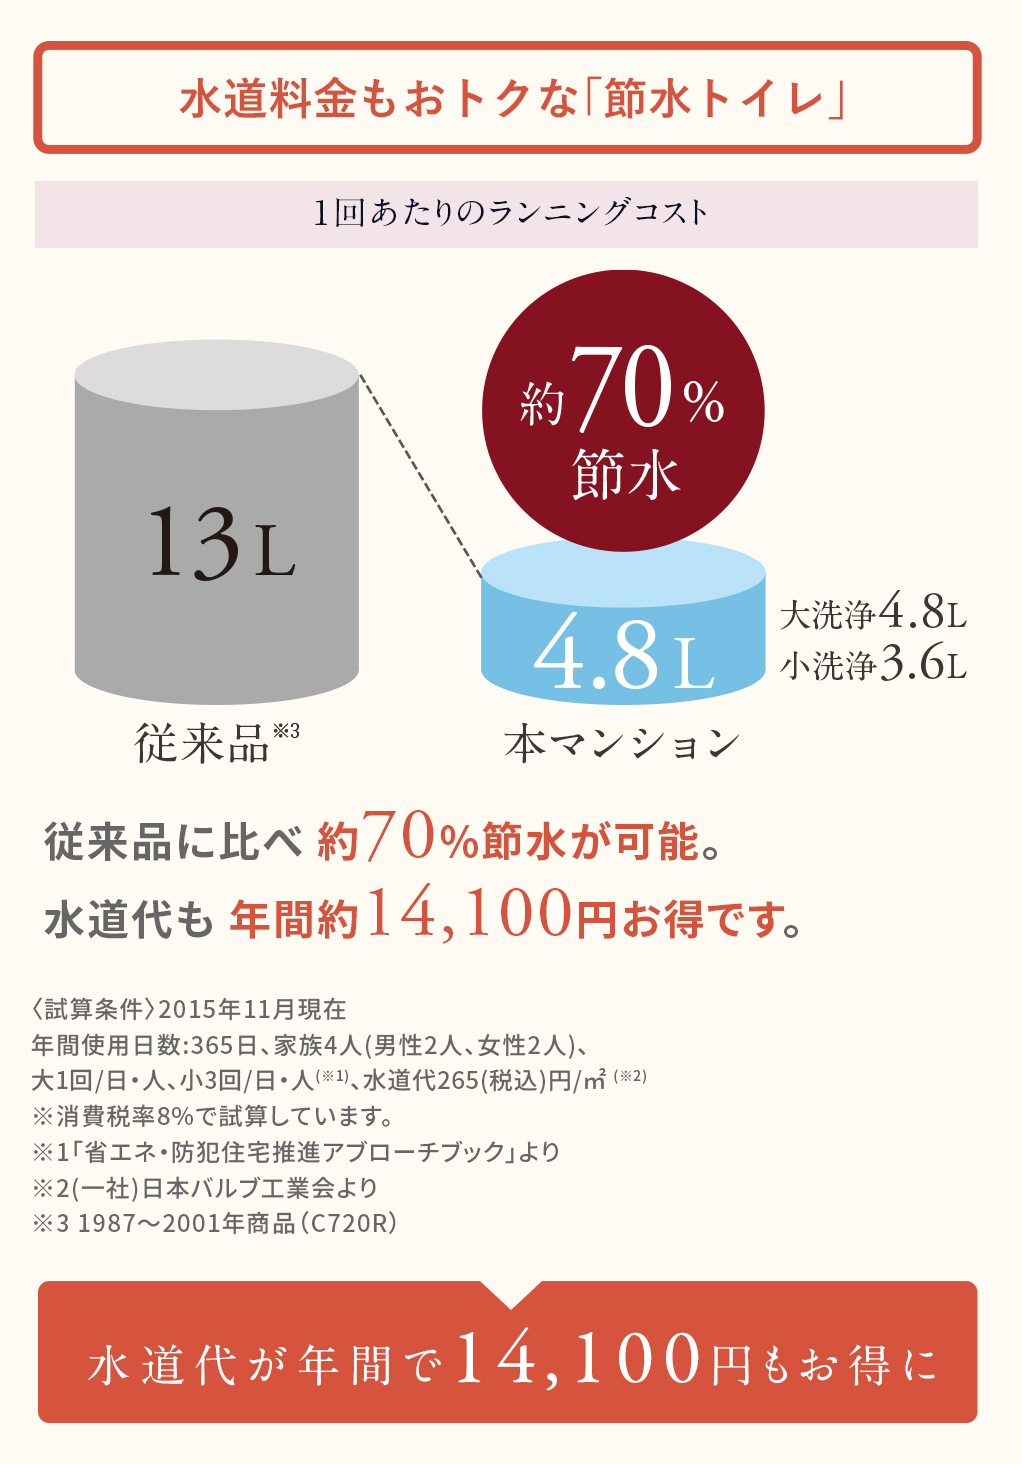 水道料金もおトクな「節水トイレ」
1回あたりのランニングコスト
約70%
節水
13L
4.8L
大洗浄4.8L
小洗浄3.6L
従来品※3
本マンション
従来品に比べ 約70%節水が可能。
水道代も 年間約14,100円お得です。
〈試算条件〉2015年11月現在
年間使用日数:365日、家族4人(男性2人、女性2人)、
大1回/日・人、小3回/日・人(※1)、水道代265(税込)円/㎥ (※2)
※消費税率8%で試算しています。
※1「省エネ・防犯住宅推進アブローチブック」より
※2(一社)日本バルブ工業会より
※3 1987〜2001年商品（C720R）
水道代が年間で14,100円もお得に